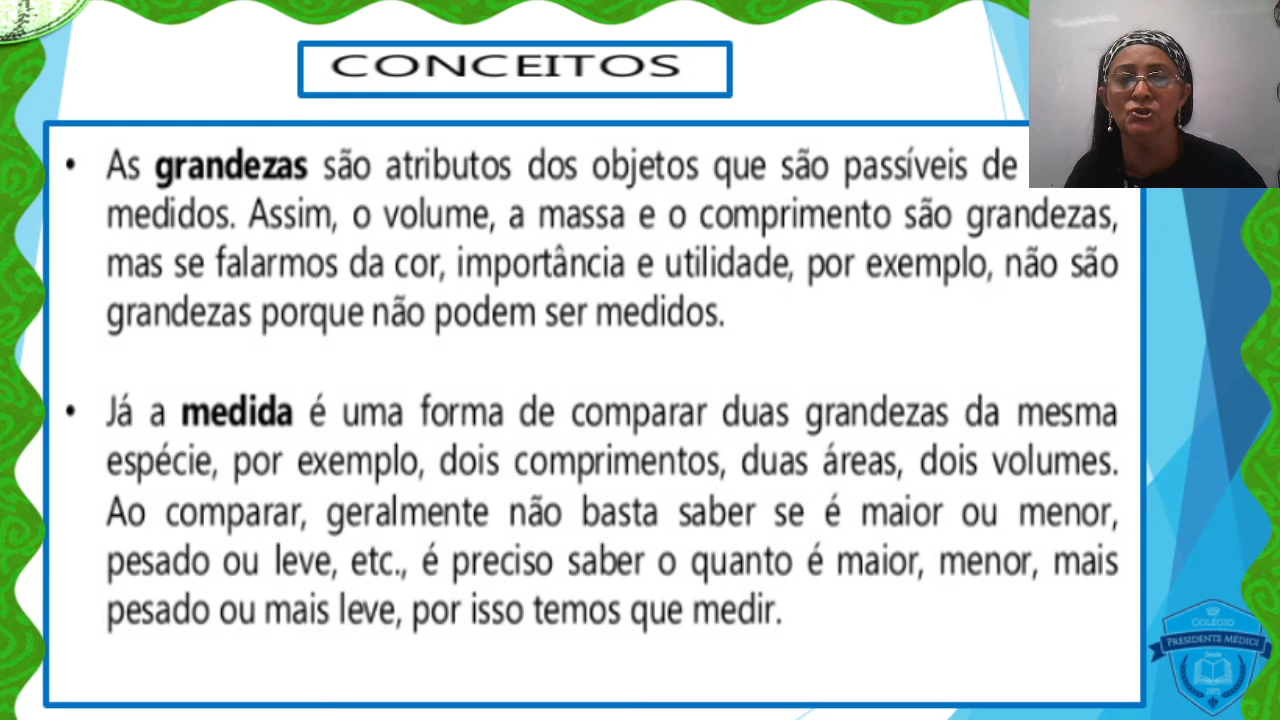 CONCEITOS
• As grandezas são atributos dos objetos que são passíveis de
medidos. Assim, o volume, a massa e o comprimento são grandezas,
mas se falarmos da cor, importância e utilidade, por exemplo, não são
grandezas porque não podem ser medidos.
• Já a medida é uma forma de comparar duas grandezas da mesma
espécie, por exemplo, dois comprimentos, duas áreas, dois volumes.
Ao comparar, geralmente não basta saber se é maior ou menor,
pesado ou leve, etc., é preciso saber o quanto é maior, menor, mais
pesado ou mais leve, por isso temos que medir.
COLÉGIO
PRESIDENTE MÉDICI